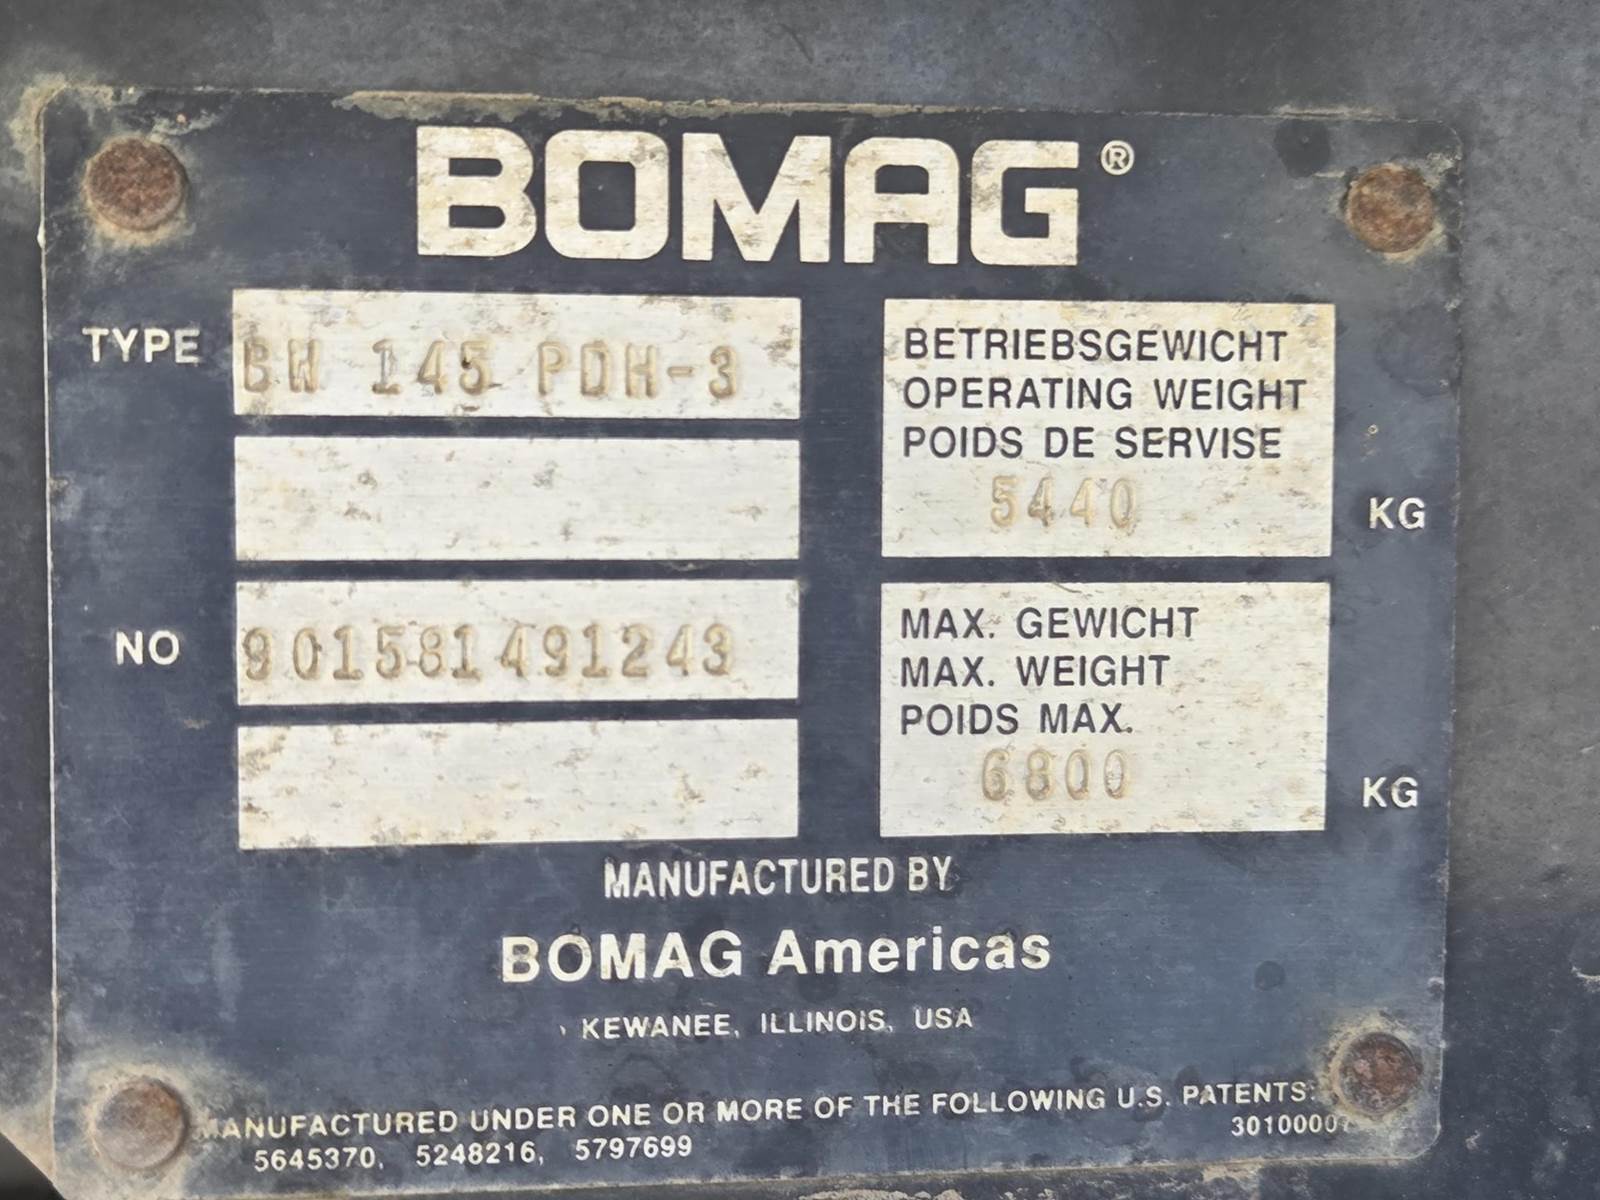 BOMAG®
TYPE BW 145 PDH-3
BETRIEBSGEWICHT
OPERATING WEIGHT
POIDS DE SERVISE
5440 KG
NO 901581491243
MAX. GEWICHT
MAX. WEIGHT
POIDS MAX.
6800 KG
MANUFACTURED BY
BOMAG Americas
KEWANEE, ILLINOIS, USA
MANUFACTURED UNDER ONE OR MORE OF THE FOLLOWING U.S. PATENTS:
5645370, 5248216, 5797699